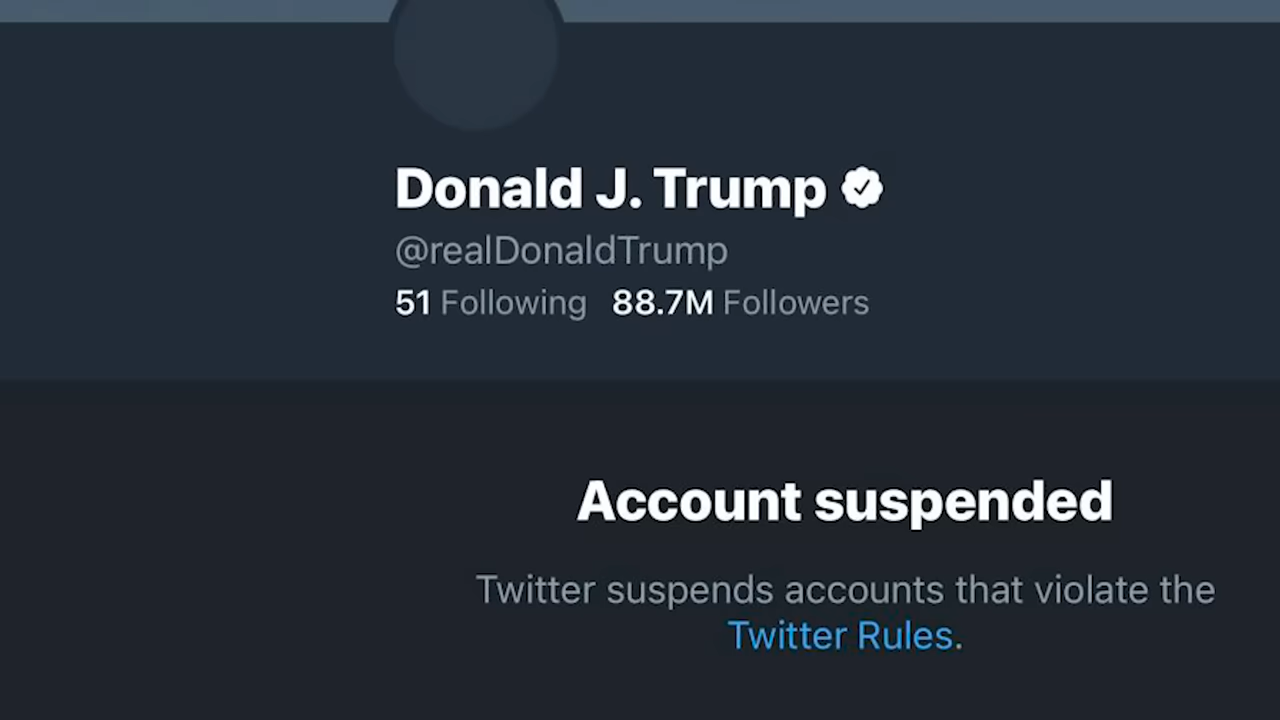 Donald J. Trump
@realDonaldTrump
51 Following 88.7M Followers
Account suspended
Twitter suspends accounts that violate the
Twitter Rules.